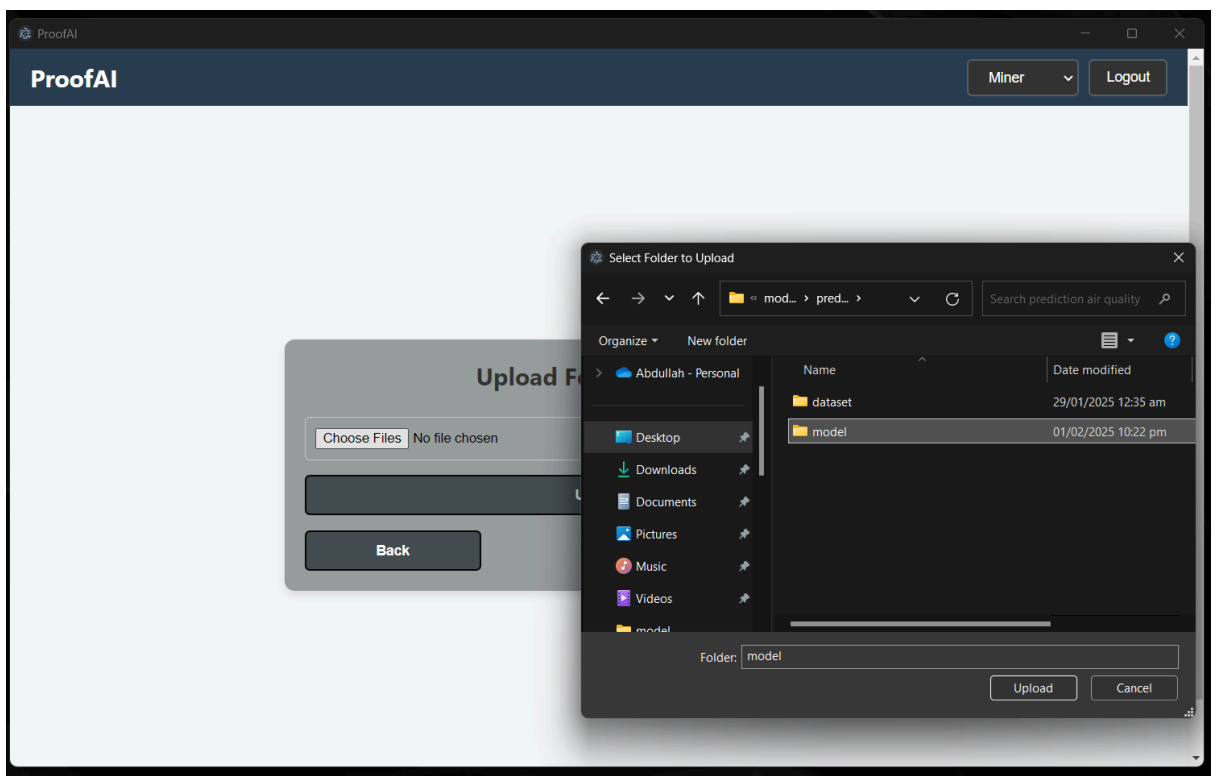 ProofAI
ProofAI
Miner
Logout
Upload
Choose Files No file chosen
Back
Select Folder to Upload
« mod... › pred... ›
Search prediction air quality
Organize
New folder
Abdullah - Personal
Desktop
Downloads
Documents
Pictures
Music
Videos
model
Name
Date modified
dataset
29/01/2025 12:35 am
model
01/02/2025 10:22 pm
Folder: model
Upload
Cancel